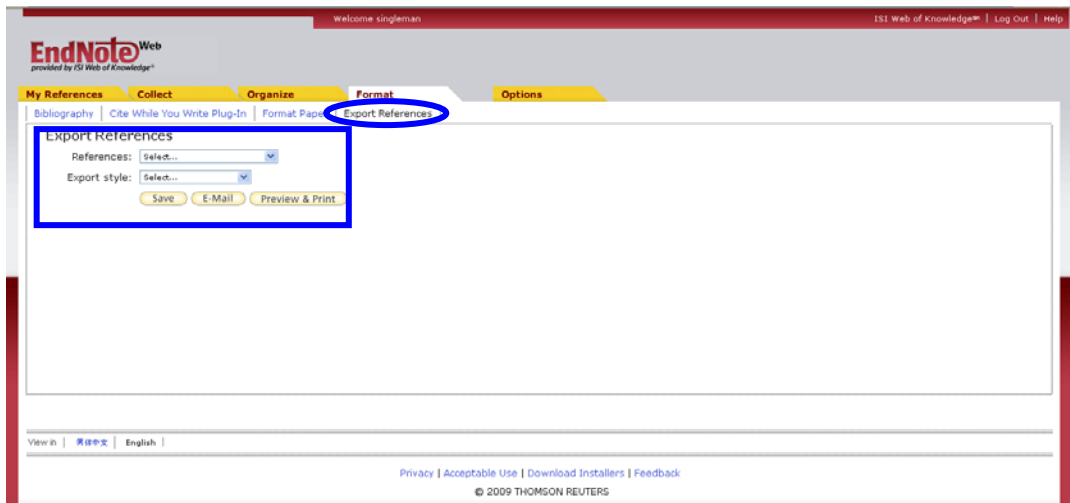 Welcome singleman
ISI Web of Knowledge℠ | Log Out | Help
EndNote Web
provided by ISI Web of Knowledge℠
My References Collect Organize Format Options
Bibliography | Cite While You Write Plug-In | Format Paper | Export References
Export References
References: Select...
Export style: Select...
Save E-Mail Preview & Print
View in | 简体中文 | English |
Privacy | Acceptable Use | Download Installers | Feedback
© 2009 THOMSON REUTERS